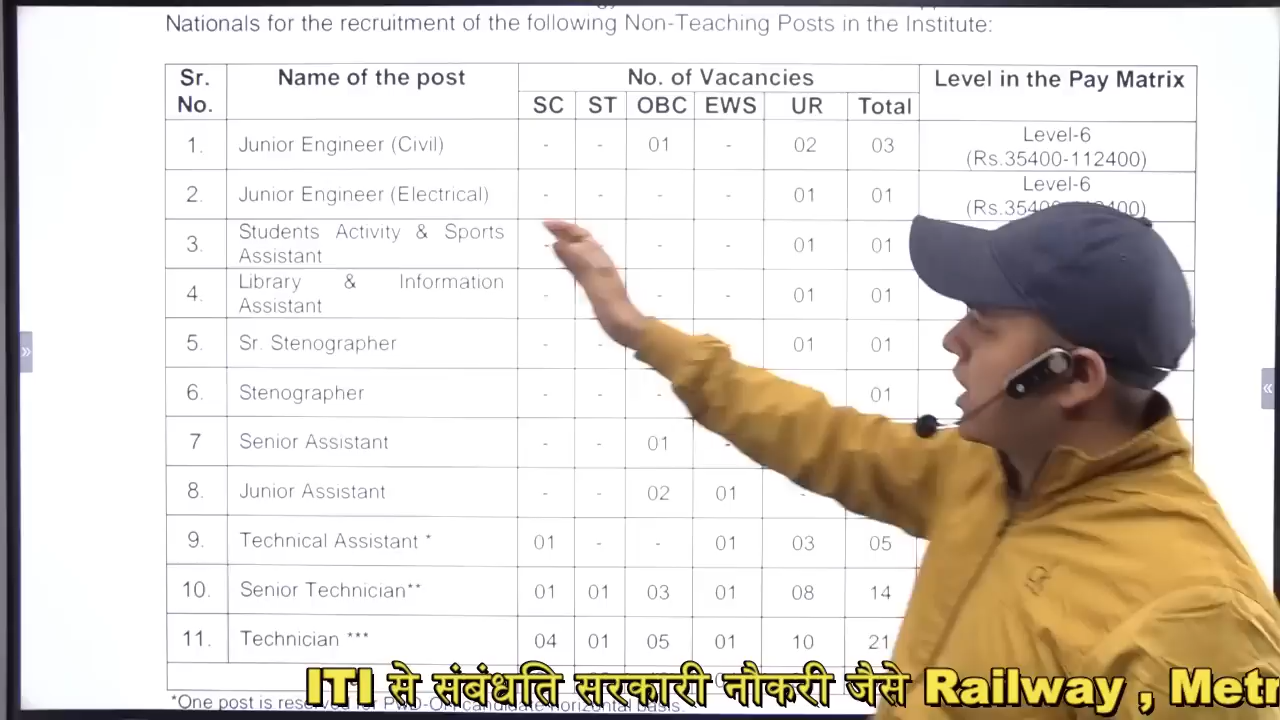 Nationals for the recruitment of the following Non-Teaching Posts in the Institute:
Sr. No. Name of the post No. of Vacancies Level in the Pay Matrix
SC ST OBC EWS UR Total
1. Junior Engineer (Civil) - - 01 - 02 03 Level-6 (Rs.35400-112400)
2. Junior Engneer (Electrical) - - - - 01 01 Level-6
3. Students Activity & Sports Assistant - - - 01 01
4. Library & Information Assistant - - - 01 01
5. Sr. Stenographer - - 01 01
6. Stenographer - - - 01
7 Senior Assistant - - 01 -
8. Junior Assistant - - 02 01 -
9. Technical Assistant * 01 - - 01 03 05
10. Senior Technician** 01 01 03 01 08 14
11. Technician *** 04 01 05 01 10 21
ITI से संबंधति सरकारी नौकरी जैसे Railway ,
*One post is reserved for PwD-OH candidate horizontal basis.